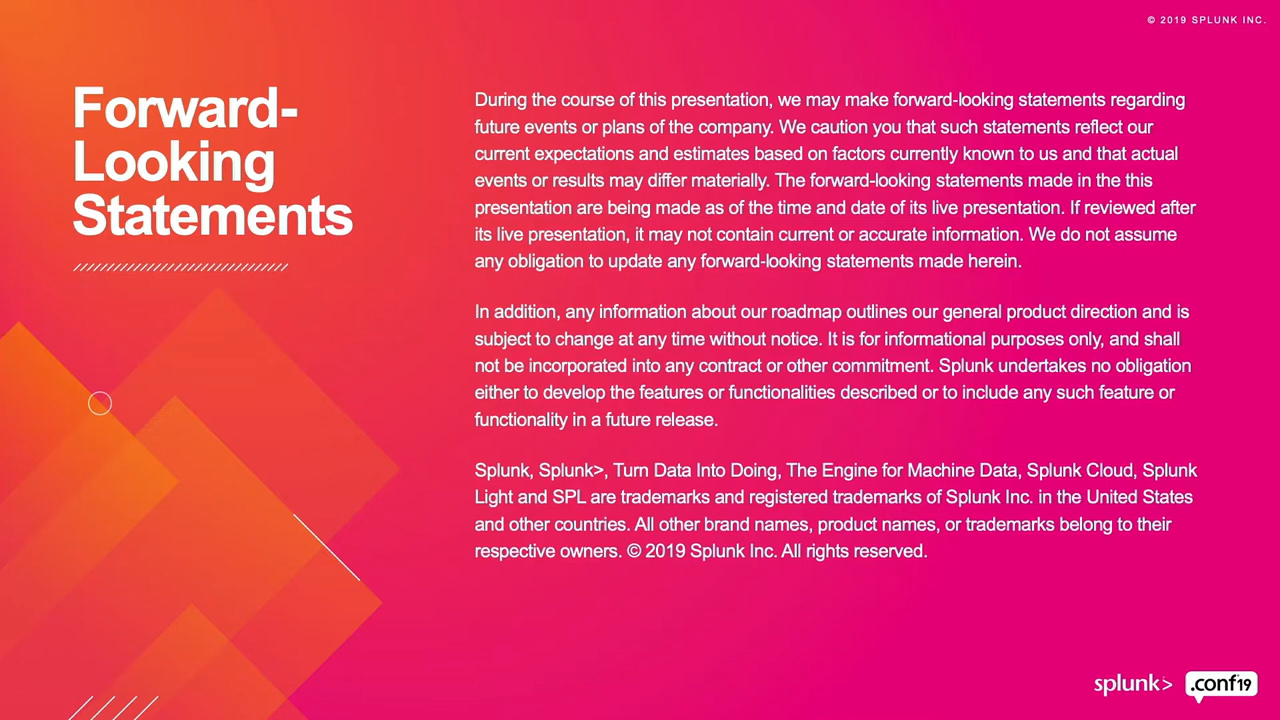 © 2019 SPLUNK INC.
Forward-
Looking
Statements
During the course of this presentation, we may make forward-looking statements regarding
future events or plans of the company. We caution you that such statements reflect our
current expectations and estimates based on factors currently known to us and that actual
events or results may differ materially. The forward-looking statements made in the this
presentation are being made as of the time and date of its live presentation. If reviewed after
its live presentation, it may not contain current or accurate information. We do not assume
any obligation to update any forward-looking statements made herein.
In addition, any information about our roadmap outlines our general product direction and is
subject to change at any time without notice. It is for informational purposes only, and shall
not be incorporated into any contract or other commitment. Splunk undertakes no obligation
either to develop the features or functionalities described or to include any such feature or
functionality in a future release.
Splunk, Splunk>, Turn Data Into Doing, The Engine for Machine Data, Splunk Cloud, Splunk
Light and SPL are trademarks and registered trademarks of Splunk Inc. in the United States
and other countries. All other brand names, product names, or trademarks belong to their
respective owners. © 2019 Splunk Inc. All rights reserved.
splunk> .conf19